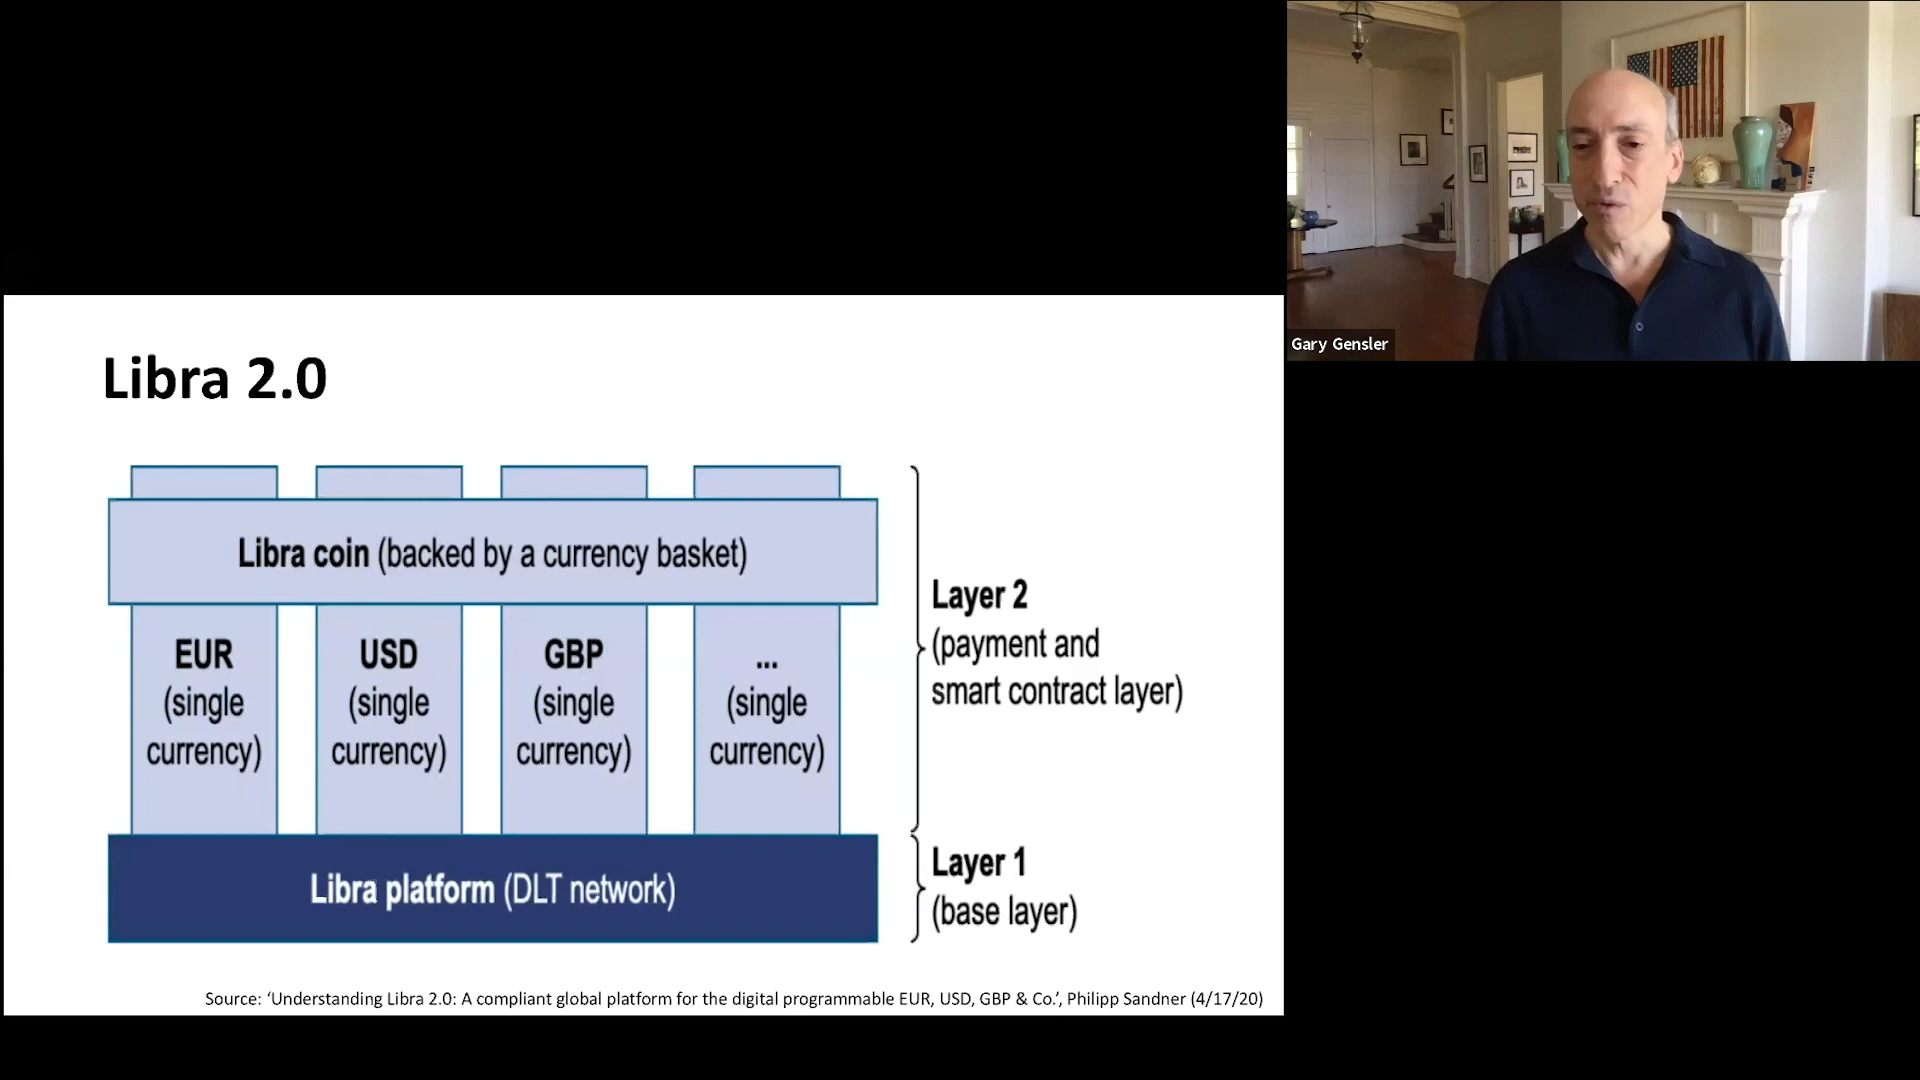 Gary Gensler
Libra 2.0
Libra coin (backed by a currency basket)
EUR
(single
currency)
USD
(single
currency)
GBP
(single
currency)
...
(single
currency)
Layer 2
(payment and
smart contract layer)
Libra platform (DLT network)
Layer 1
(base layer)
Source: ‘Understanding Libra 2.0: A compliant global platform for the digital programmable EUR, USD, GBP & Co.’, Philipp Sandner (4/17/20)